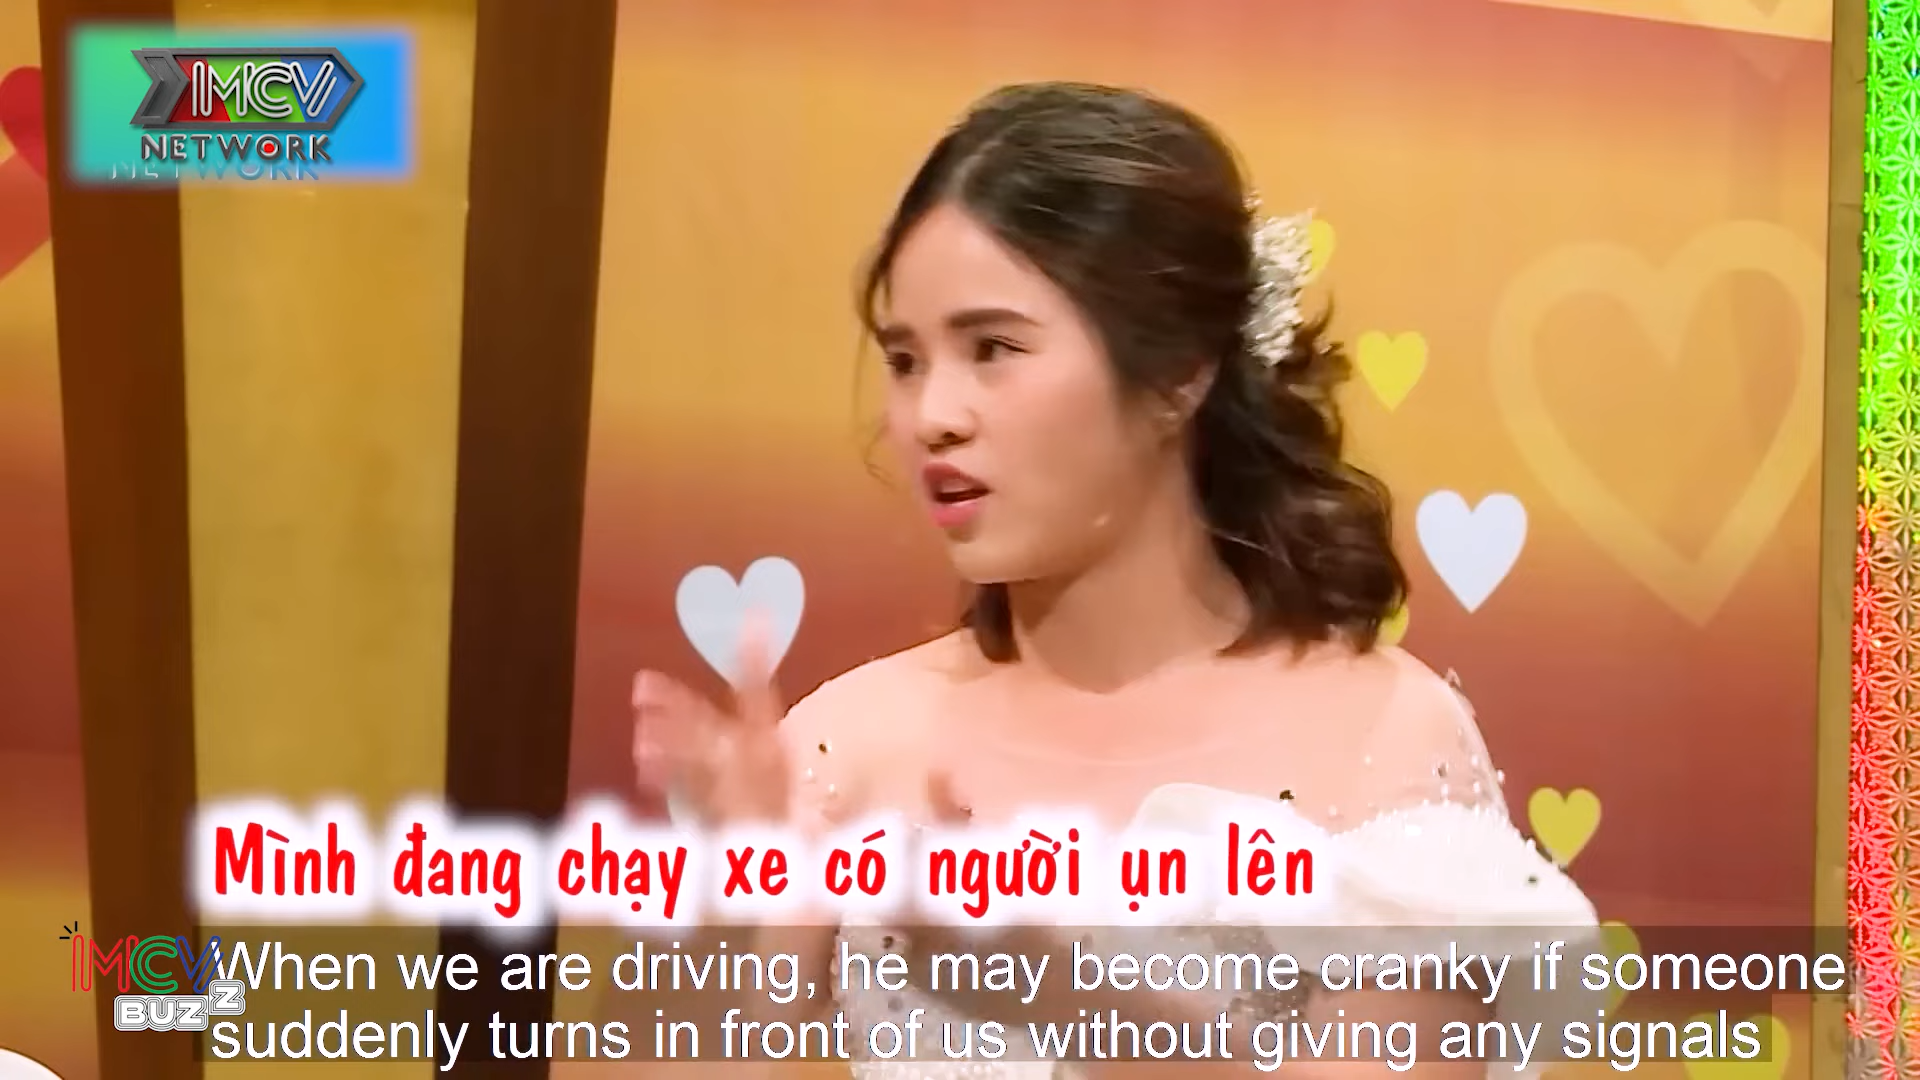 MCV
NETWORK
NETWORK
Mình đang chạy xe có người ụn lên
MCV
BUZZ
When we are driving, he may become cranky if someone
suddenly turns in front of us without giving any signals